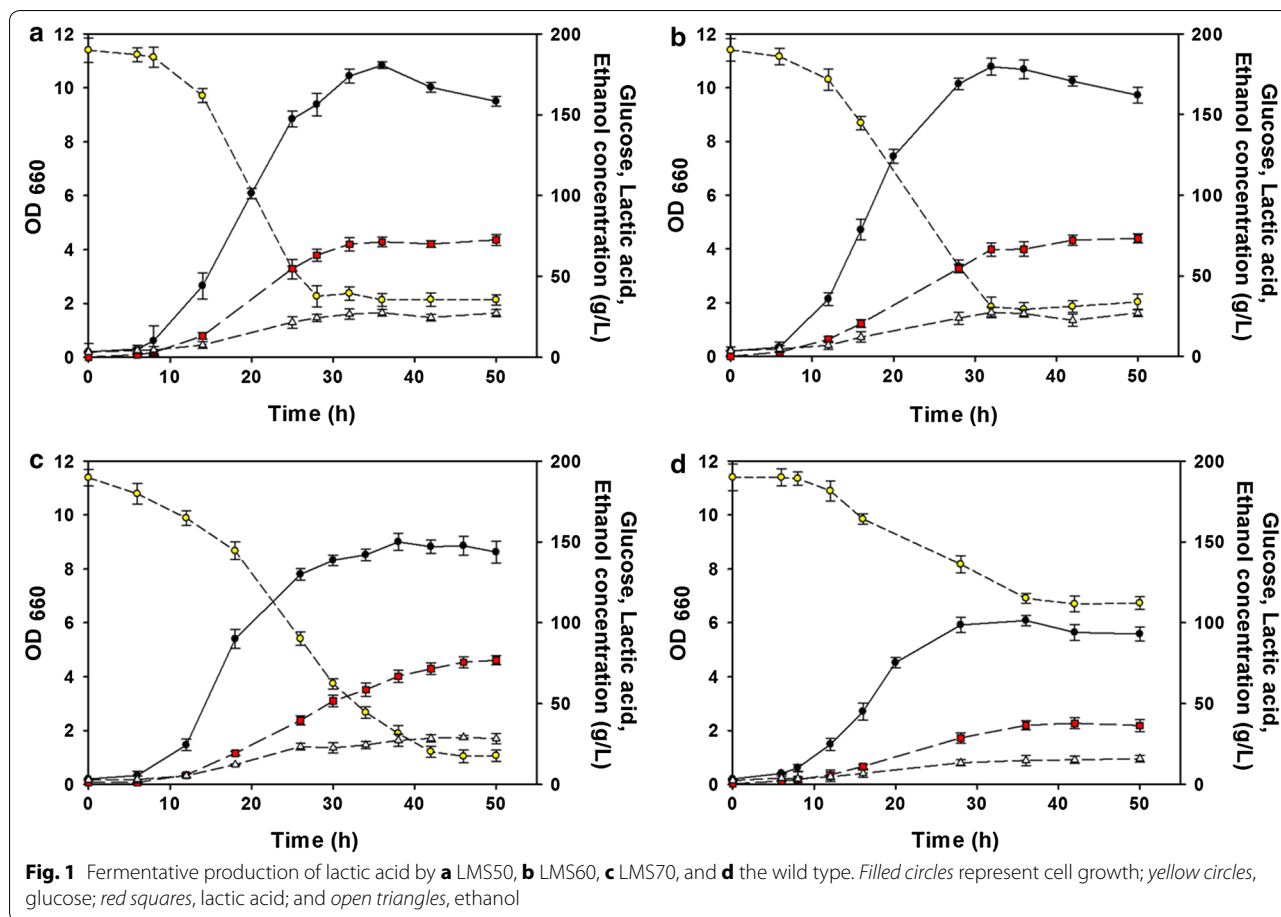 a
12
10
8
6
4
2
0
OD 660
200
150
100
50
0
Glucose, Lactic acid,
Ethanol concentration (g/L)
0 10 20 30 40 50
Time (h)
b
12
10
8
6
4
2
0
OD 990
200
150
100
50
0
Glucose, Lactic acid,
Ethanol concentration (g/L)
0 10 20 30 40 50
Time (h)
c
12
10
8
6
4
2
0
OD 660
200
150
100
50
0
Glucose, Lactic acid,
Ethanol concentration (g/L)
0 10 20 30 40 50
Time (h)
d
12
10
8
6
4
2
0
OD 690
200
150
100
50
0
Glucose, Lactic acid,
Ethanol concentration (g/L)
0 10 20 30 40 50
Time (h)
Fig. 1 Fermentative production of lactic acid by a LMS50, b LMS60, c LMS70, and d the wild type. Filled circles represent cell growth; yellow circles,
glucose; red squares, lactic acid; and open triangles, ethanol